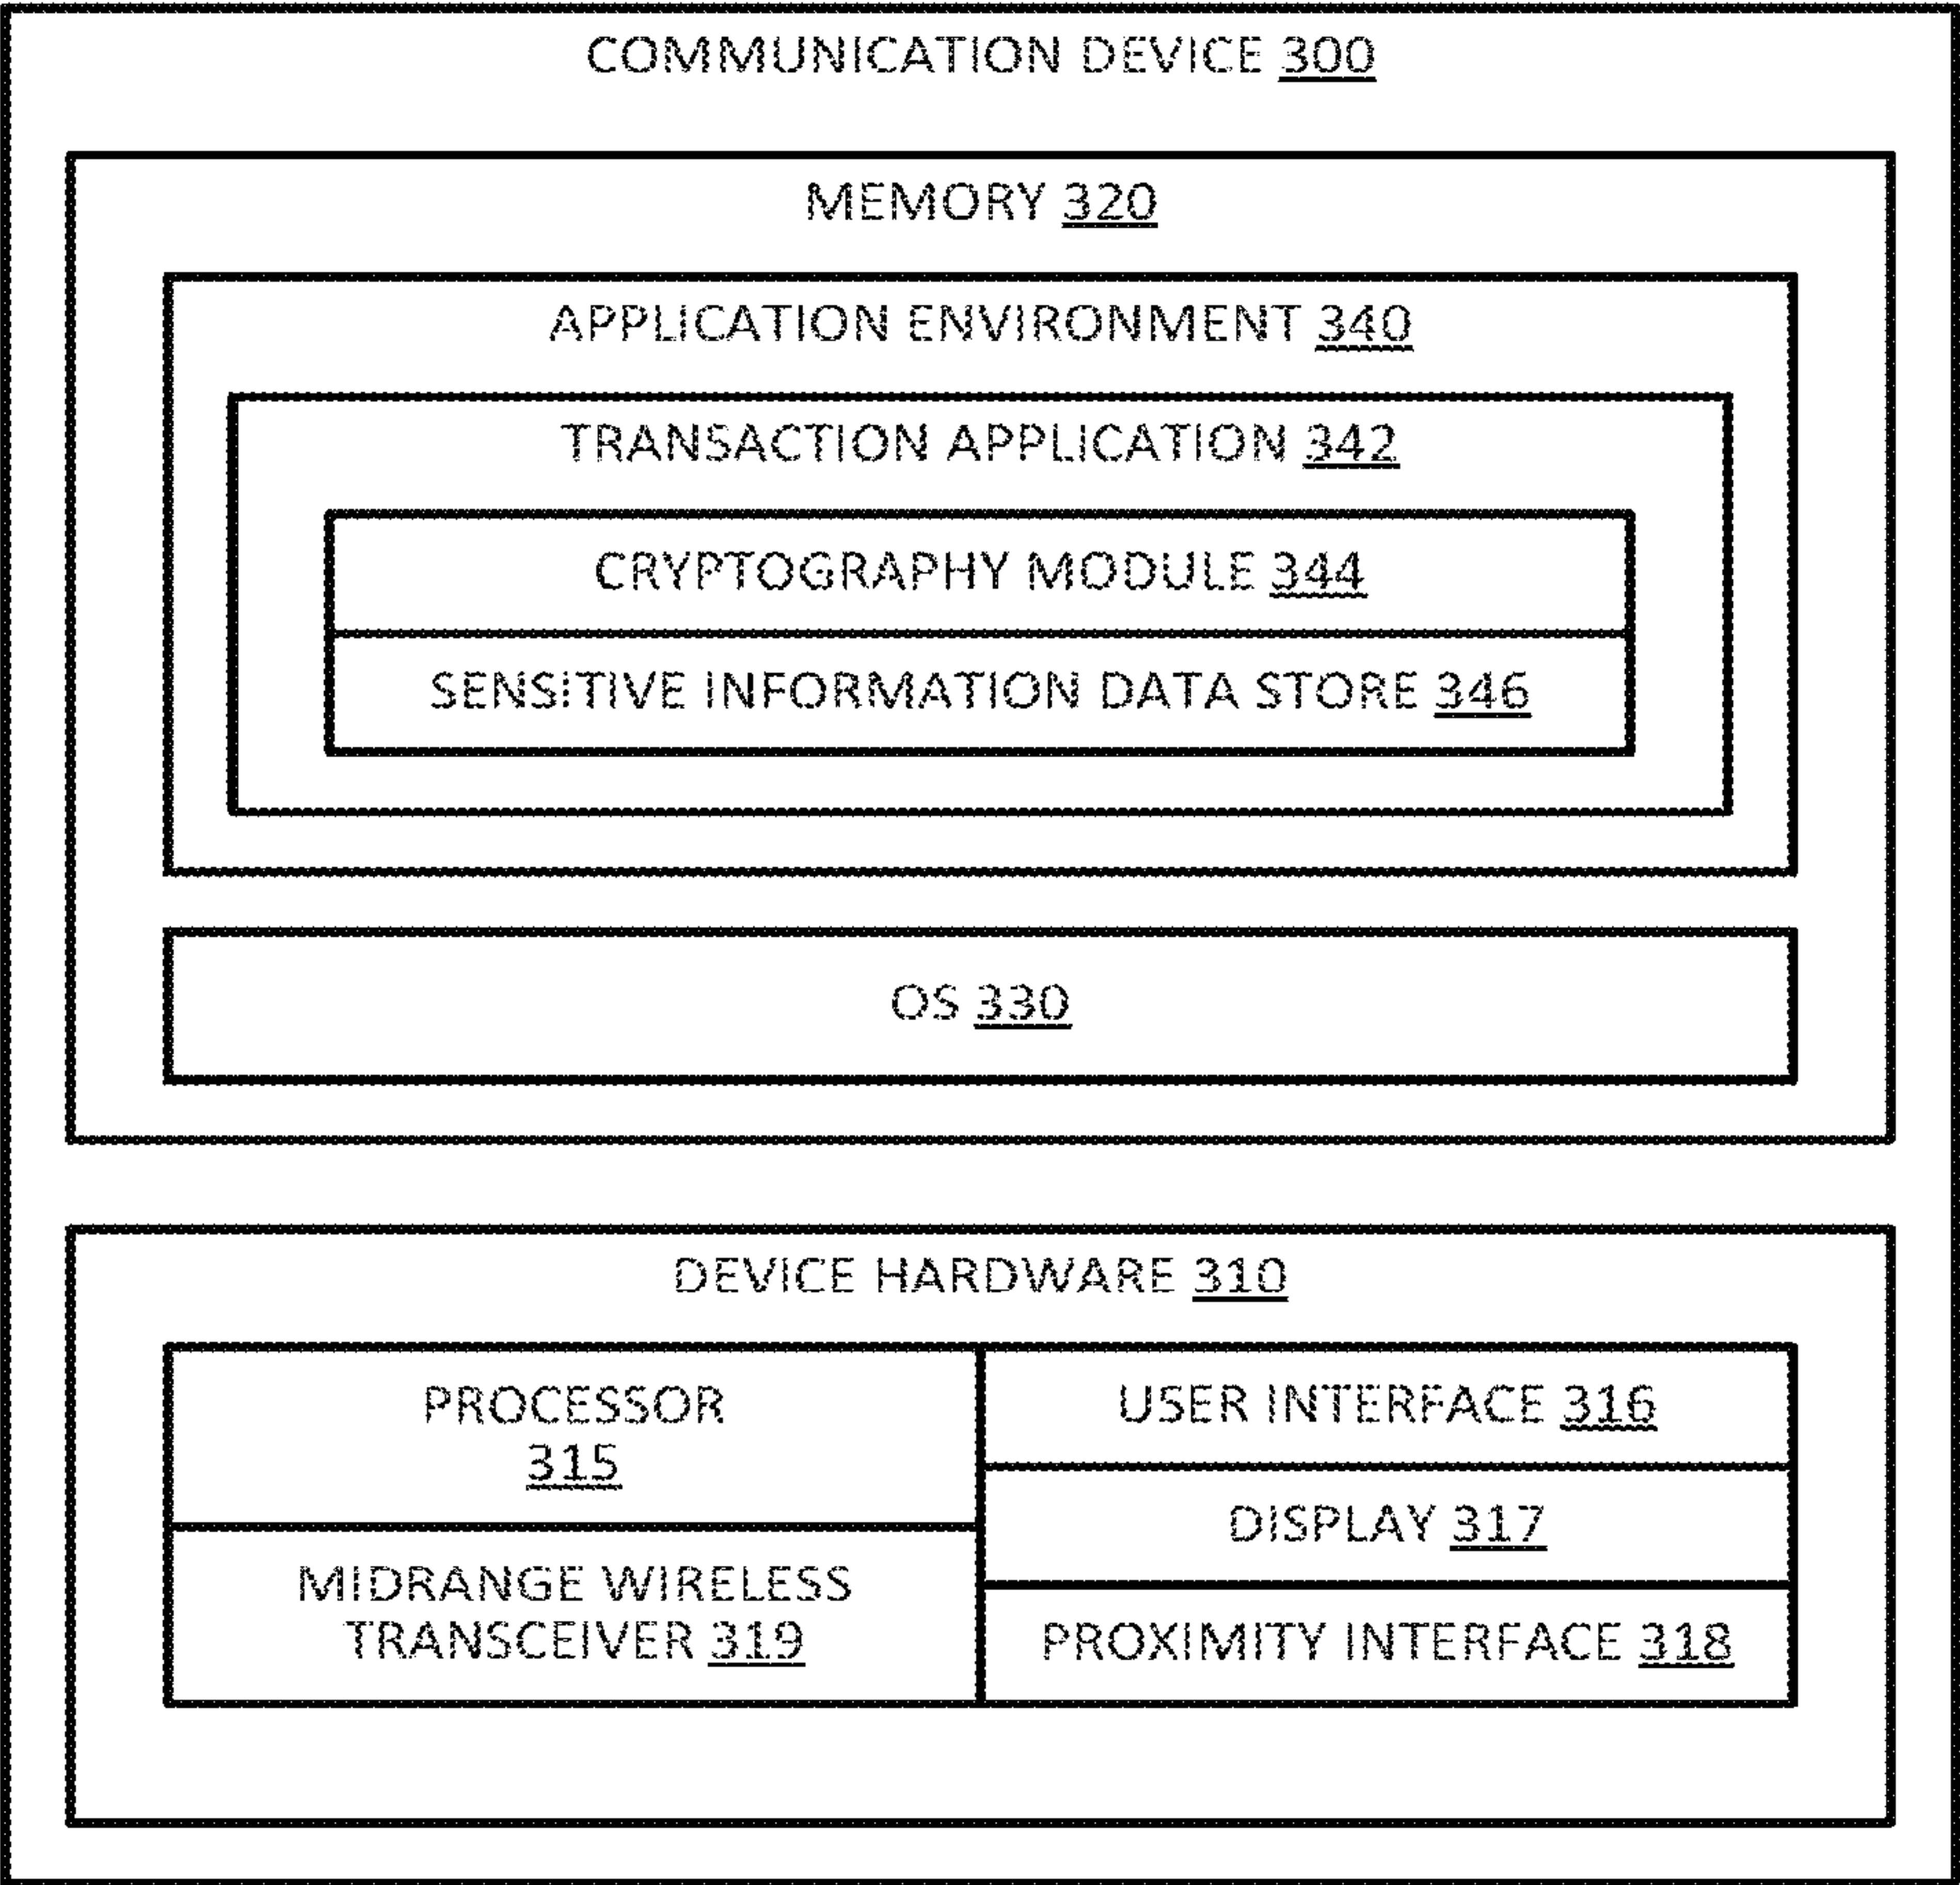 COMMUNICATION DEVICE 300
MEMORY 320
APPLICATION ENVIRONMENT 340
TRANSACTION APPLICATION 342
CRYPTOGRAPHY MODULE 344
SENSITIVE INFORMATION DATA STORE 346
OS 330
DEVICE HARDWARE 310
PROCESSOR
315
MIDRANGE WIRELESS
TRANSCEIVER 319
USER INTERFACE 316
DISPLAY 317
PROXIMITY INTERFACE 318